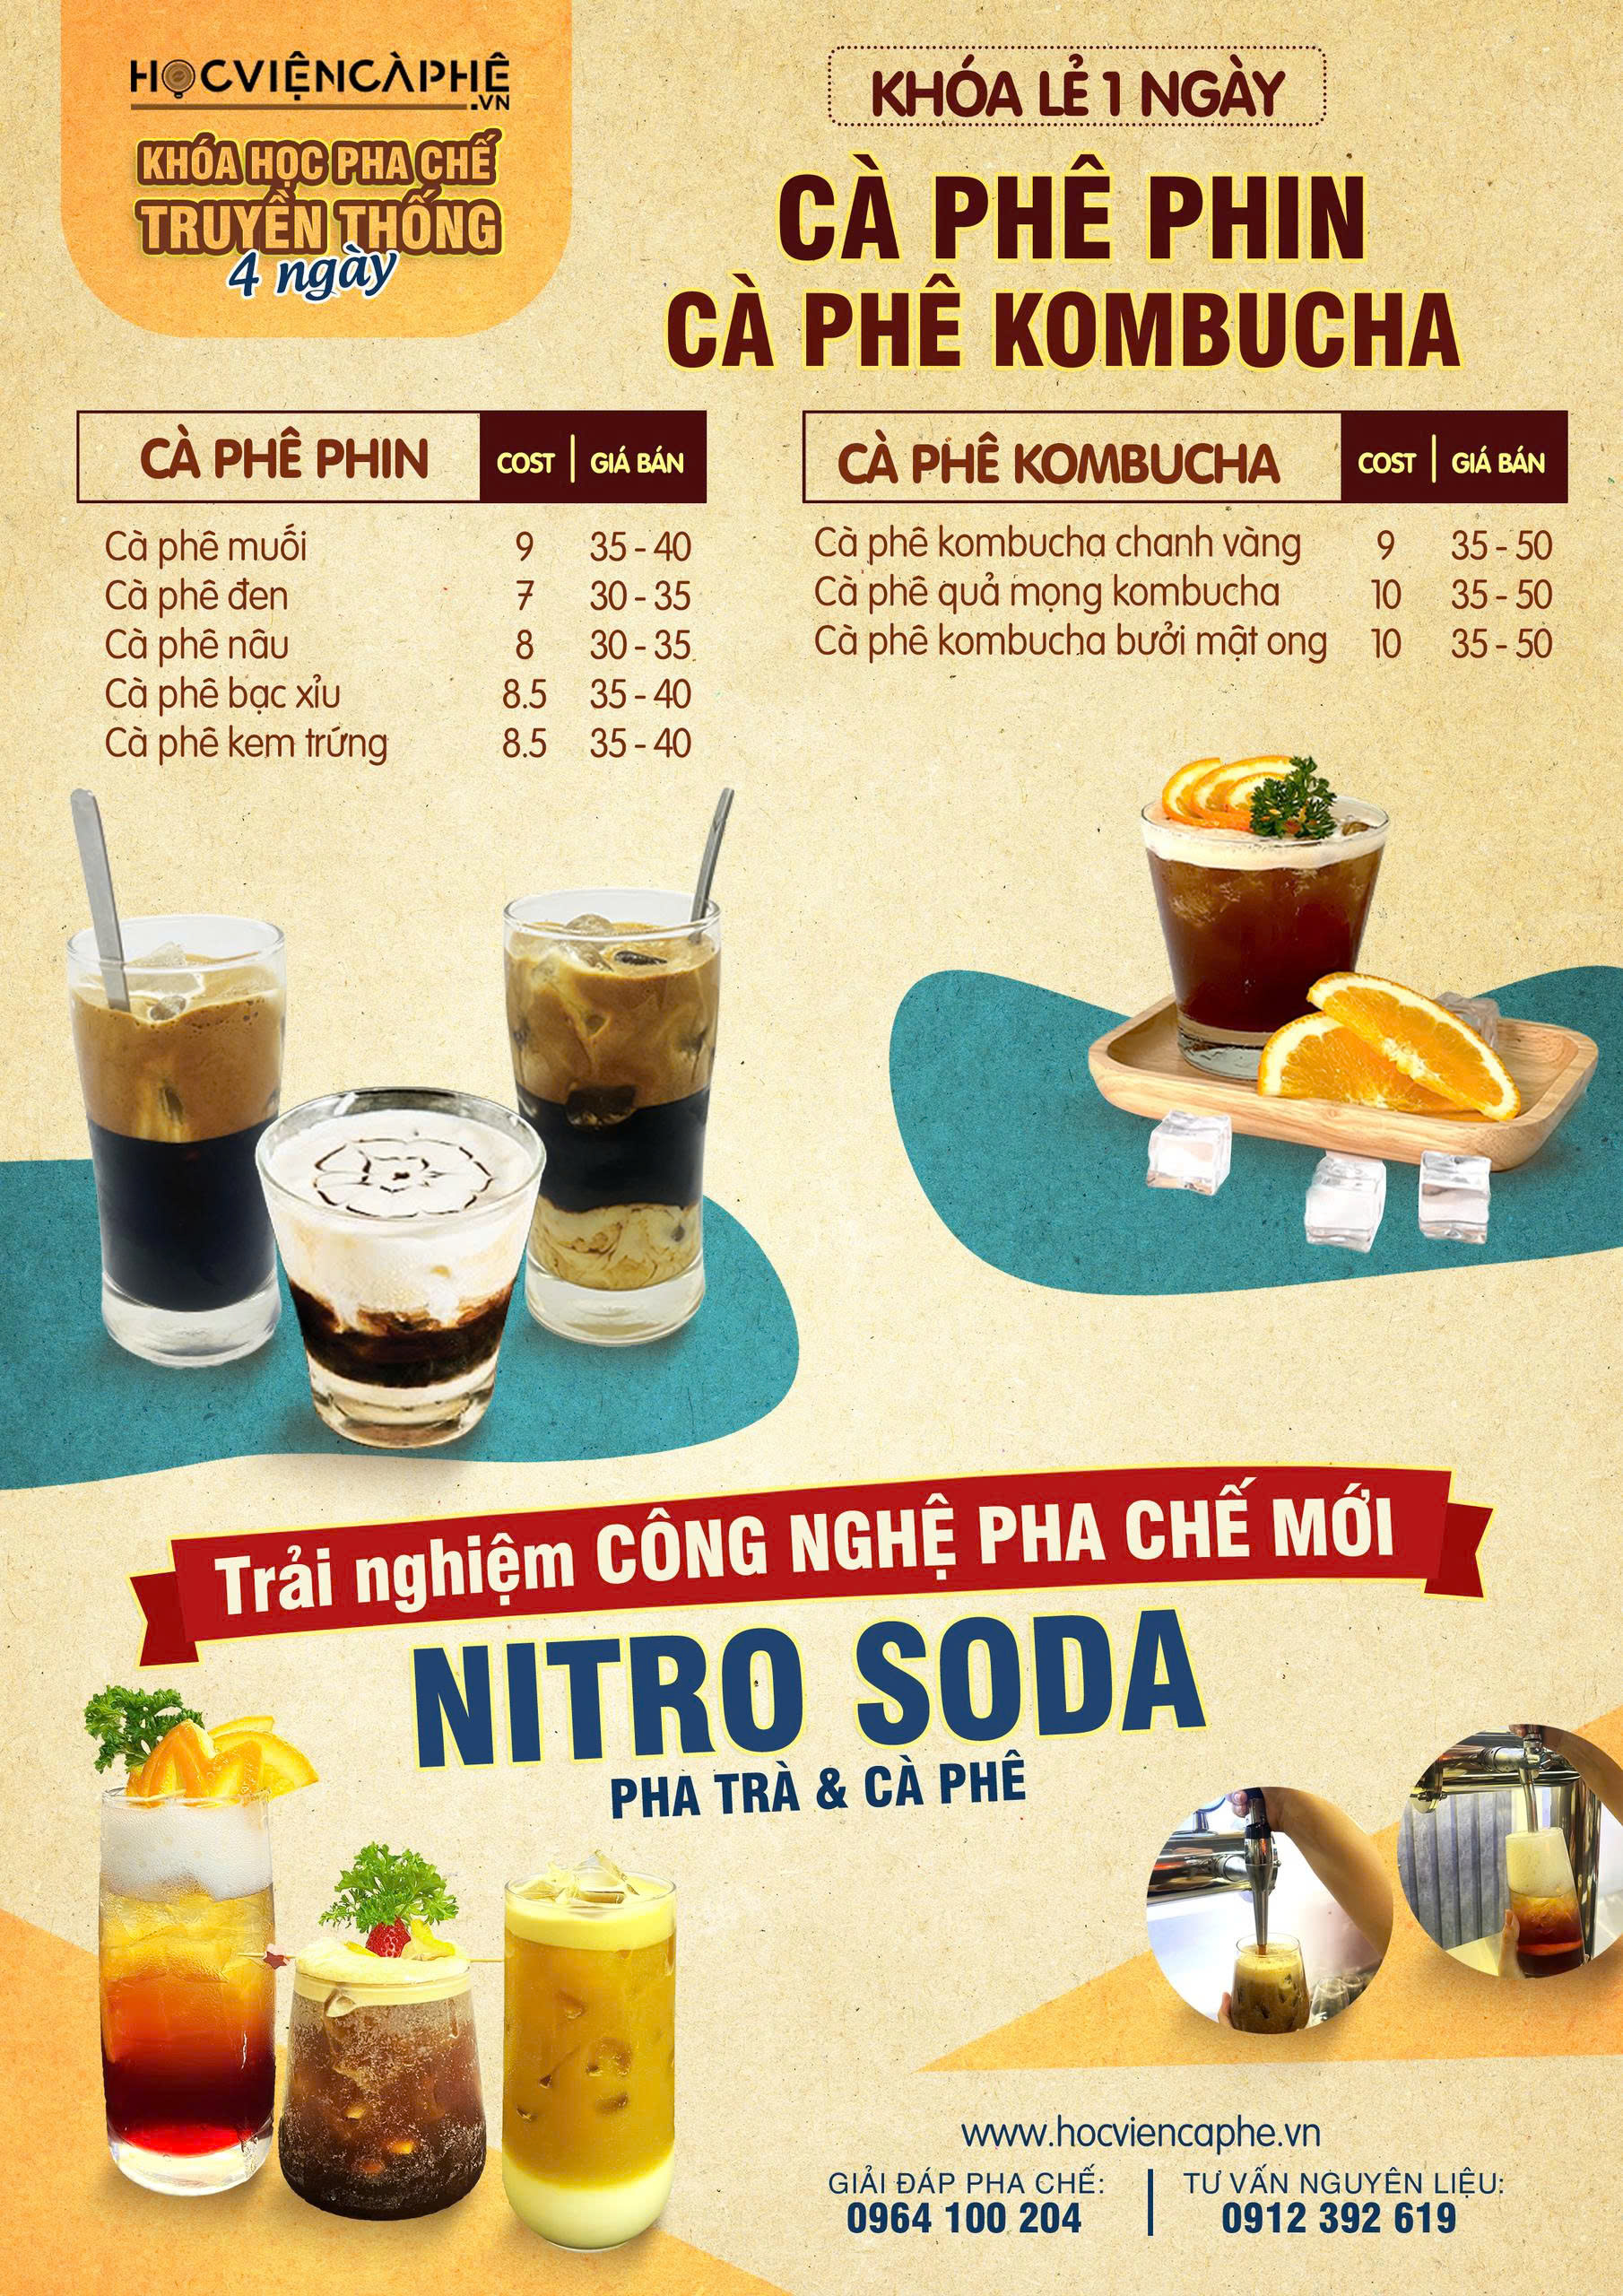 HỌCVIỆNCÀPHÊ
.VN
KHÓA HỌC PHA CHẾ
TRUYỀN THỐNG
4 ngày
KHÓA LẺ 1 NGÀY
CÀ PHÊ PHIN
CÀ PHÊ KOMBUCHA
CÀ PHÊ PHIN COST | GIÁ BÁN
Cà phê muối 9 35 - 40
Cà phê đen 7 30 - 35
Cà phê nâu 8 30 - 35
Cà phê bạc xỉu 8.5 35 - 40
Cà phê kem trứng 8.5 35 - 40
CÀ PHÊ KOMBUCHA COST | GIÁ BÁN
Cà phê kombucha chanh vàng 9 35 - 50
Cà phê quả mọng kombucha 10 35 - 50
Cà phê kombucha bưởi mật ong 10 35 - 50
Trải nghiệm CÔNG NGHỆ PHA CHẾ MỚI
NITRO SODA
PHA TRÀ & CÀ PHÊ
www.hocviencaphe.vn
GIẢI ĐÁP PHA CHẾ:
0964 100 204
TƯ VẤN NGUYÊN LIỆU:
0912 392 619